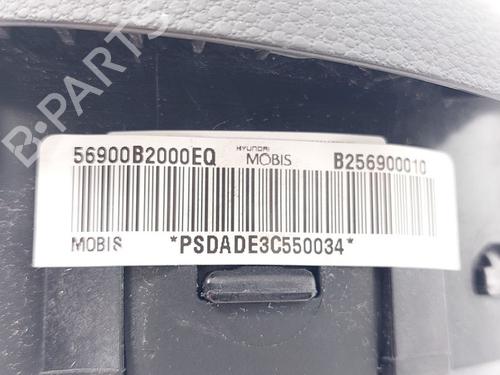 56900B2000EQ HYUNDAI MOBIS B256900010
MOBIS *PSDADE3C550034*
B-PARTS